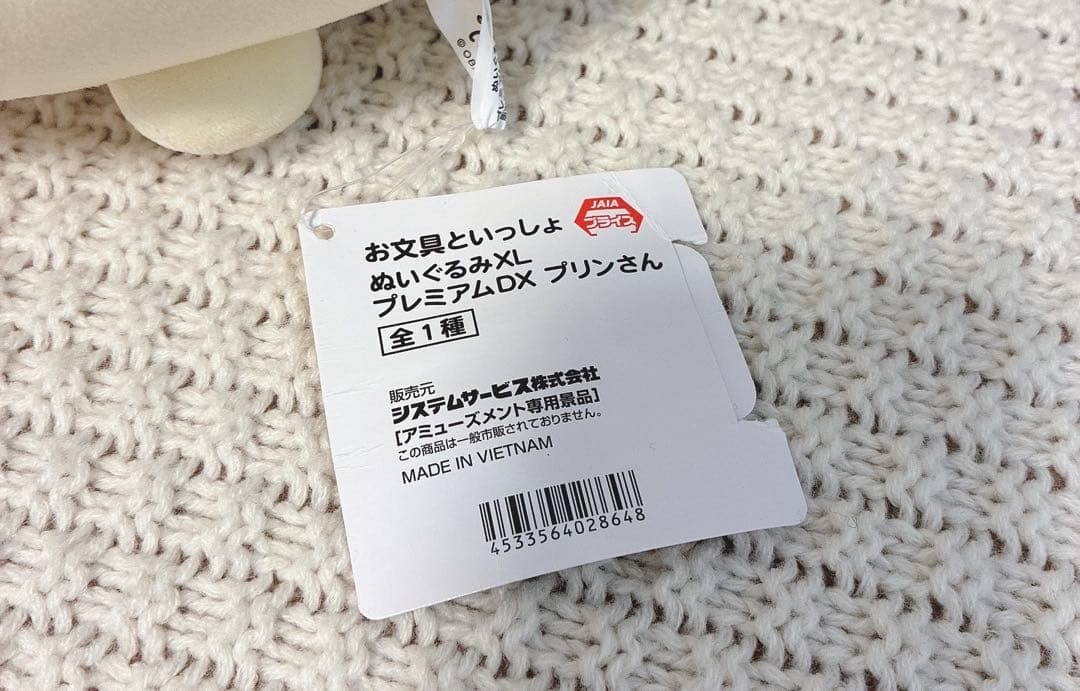 ©OB
ぬいぐ
お文具といっしょ
JAIA
プライズ
ぬいぐるみXL
プレミアムDX プリンさん
全1種
販売元
システムサービス株式会社
[アミューズメント専用景品]
この商品は一般市販されておりません。
MADE IN VIETNAM
4533564028648